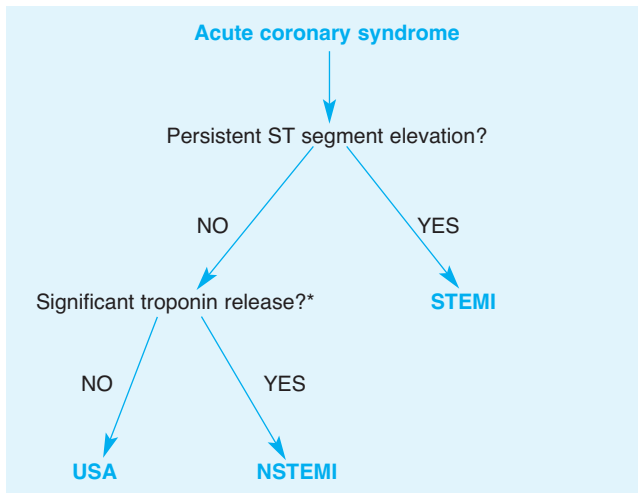 Acute coronary syndrome
Persistent ST segment elevation?
NO
YES
Significant troponin release?*
STEMI
NO
YES
USA
NSTEMI